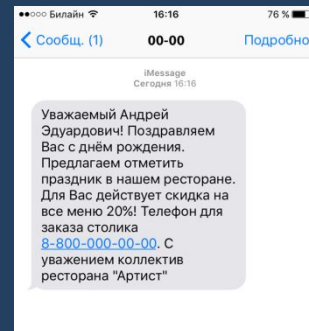 ●●○○○ Билайн 16:16 76 %
Сообщ. (1) 00-00 Подробно
iMessage
Сегодня 16:16
Уважаемый Андрей
Эдуардович! Поздравляем
Вас с днём рождения.
Предлагаем отметить
праздник в нашем ресторане.
Для Вас действует скидка на
все меню 20%! Телефон для
заказа столика
8-800-000-00-00. С
уважением коллектив
ресторана "Артист"